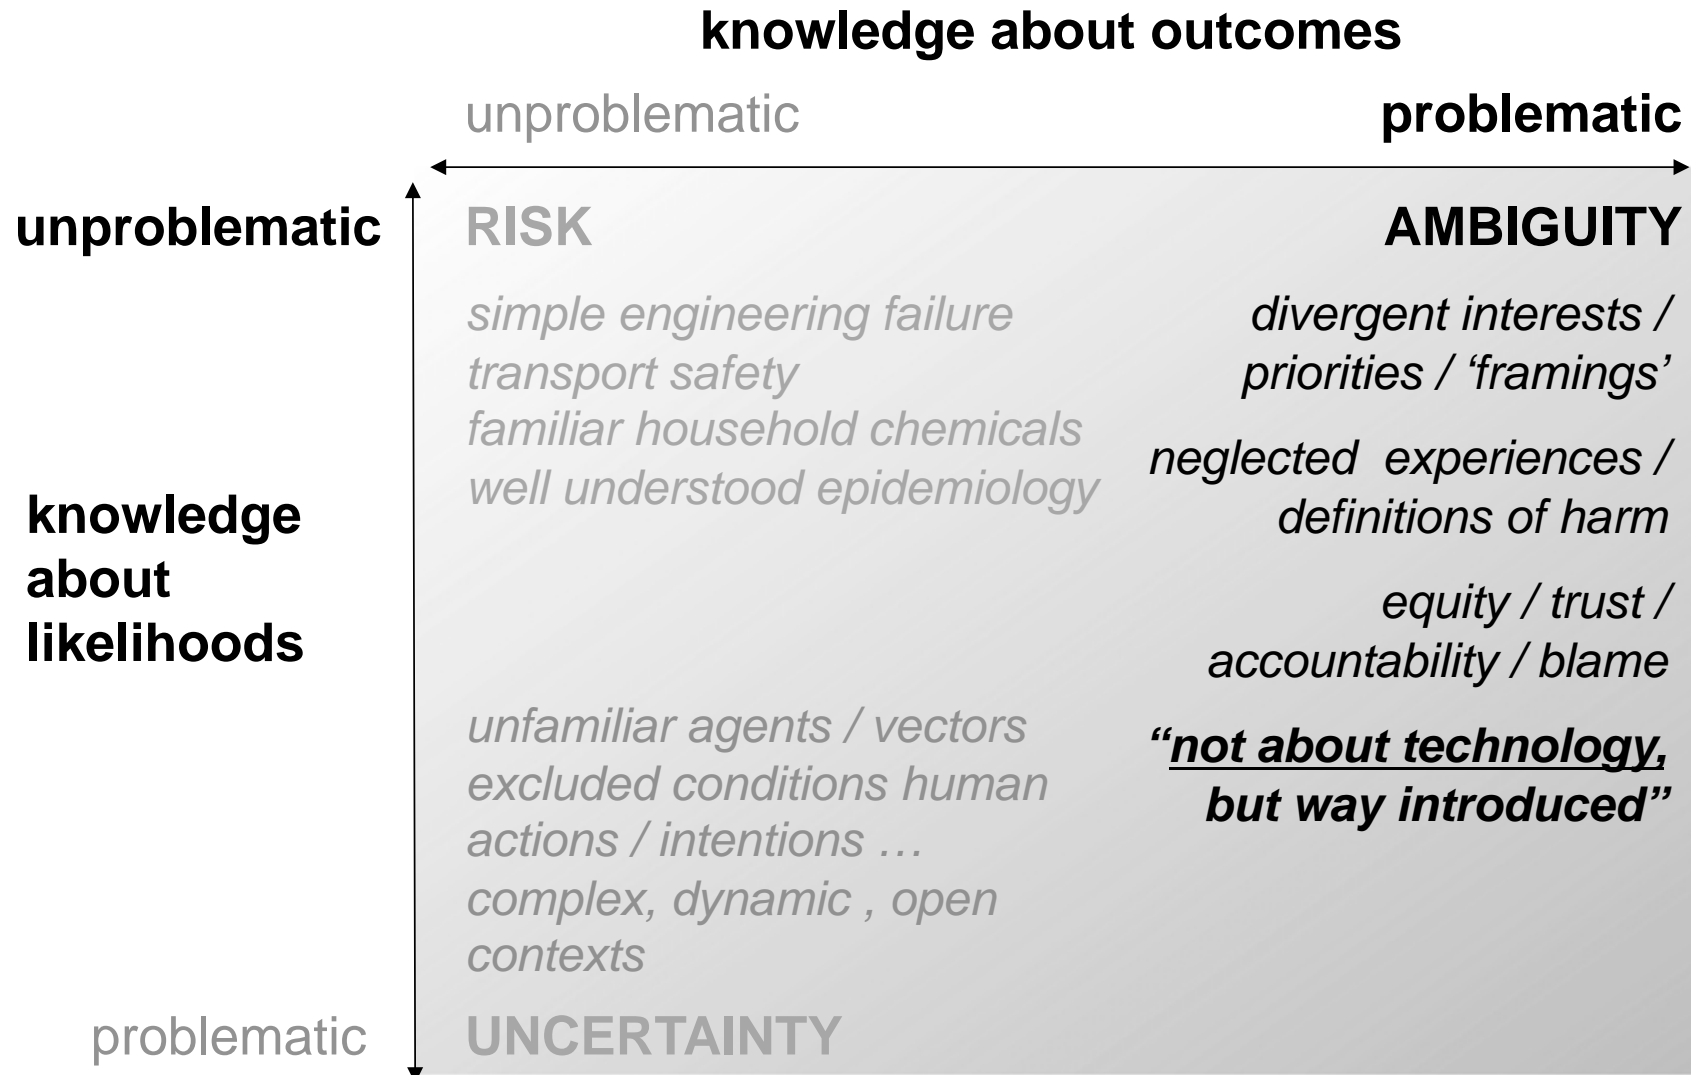 knowledge about outcomes
unproblematic
problematic
unproblematic
RISK
AMBIGUITY
simple engineering failure
transport safety
familiar household chemicals
well understood epidemiology
divergent interests /
priorities / ‘framings’
neglected  experiences /
definitions of harm
equity / trust /
accountability / blame
“not about technology,
but way introduced”
knowledge
about
likelihoods
unfamiliar agents / vectors
excluded conditions human
actions / intentions …
complex, dynamic , open
contexts
problematic
UNCERTAINTY